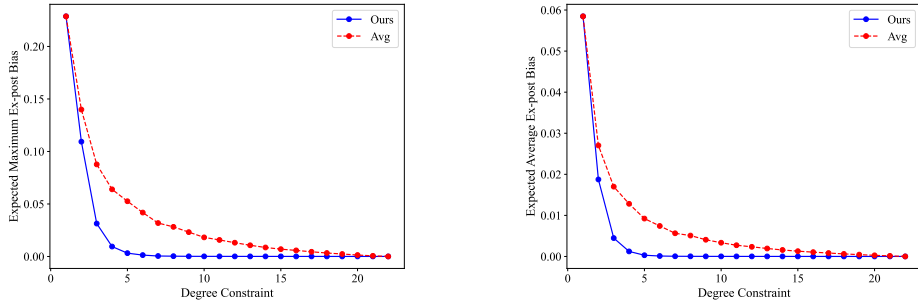 Expected Maximum Ex-post Bias
0.20
0.15
0.10
0.05
0.00
0
5
10
15
20
Degree Constraint
Ours
Avg
Expected Average Ex-post Bias
0.06
0.05
0.04
0.03
0.02
0.01
0.00
0
5
10
15
20
Degree Constraint
Ours
Avg